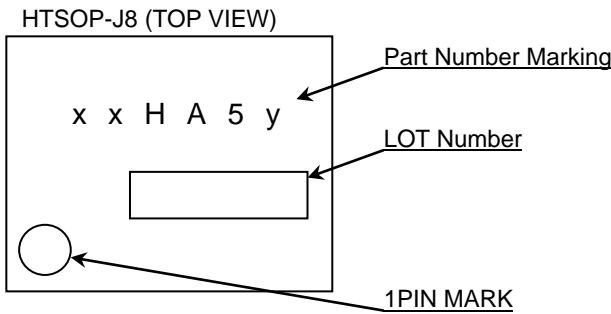 HTSOP-J8 (TOP VIEW)
Part Number Marking
x x H A 5 y
LOT Number
1PIN MARK